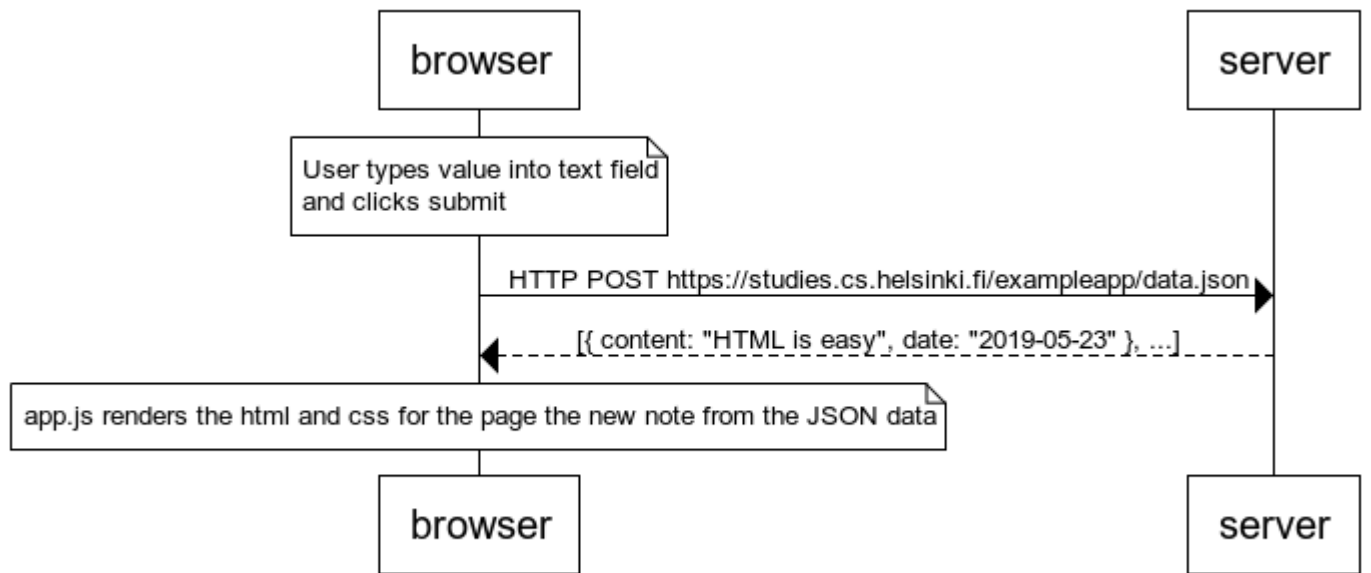 browser
server
User types value into text field
and clicks submit
HTTP POST https://studies.cs.helsinki.fi/exampleapp/data.json
[{ content: "HTML is easy", date: "2019-05-23" }, ...]
app.js renders the html and css for the page the new note from the JSON data
browser
server